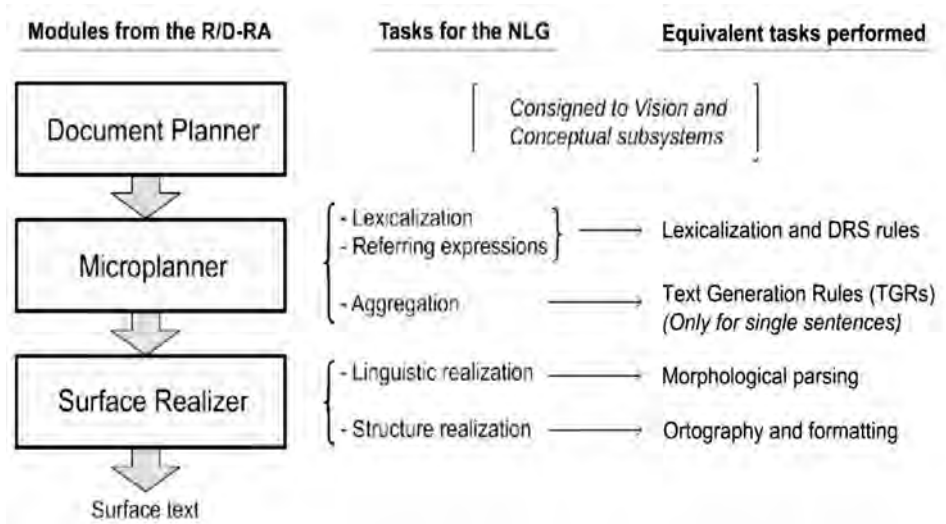 Modules from the R/D-RA
Tasks for the NLG
Equivalent tasks performed
Document Planner
Consigned to Vision and
Conceptual subsystems
Microplanner
- Lexicalization
- Referring expressions
Lexicalization and DRS rules
- Aggregation
Text Generation Rules (TGRs)
(Only for single sentences)
Surface Realizer
- Linguistic realization
Morphological parsing
- Structure realization
Ortography and formatting
Surface text